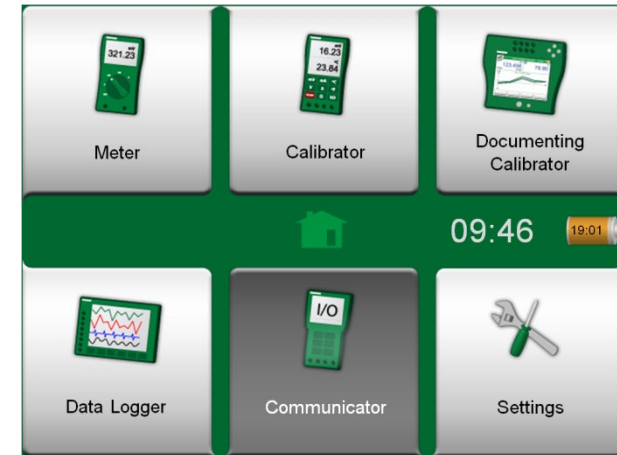 321.23
Meter
16.23
23.84
Calibrator
Documenting
Calibrator
09:46
19:01
Data Logger
I/O
Communicator
Settings